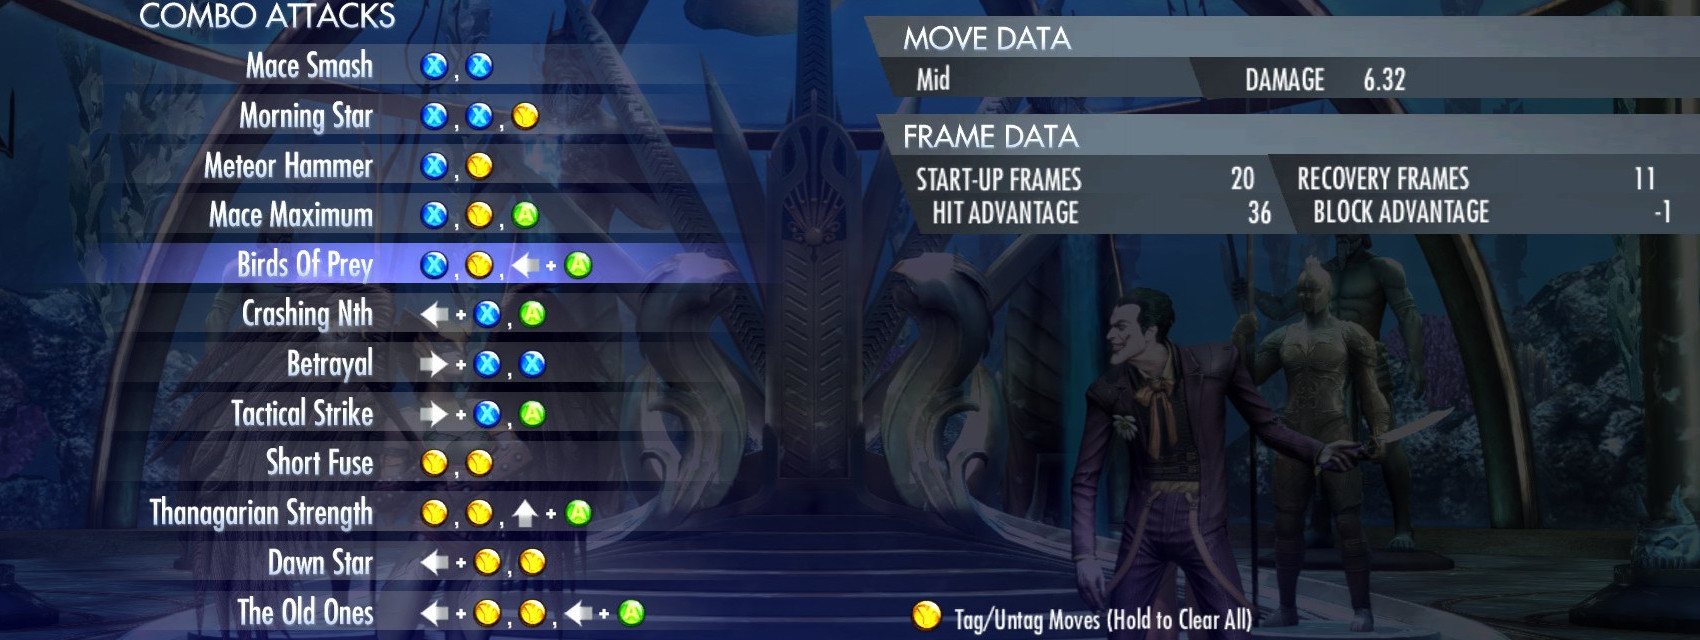 COMBO ATTACKS
Mace Smash X , X
Morning Star X , X , Y
Meteor Hammer X , Y
Mace Maximum X , Y , A
Birds Of Prey X , Y , + A
Crashing Nth + X , A
Betrayal + X , X
Tactical Strike + X , A
Short Fuse Y , Y
Thanagarian Strength Y , Y , + A
Dawn Star + Y , Y
The Old Ones + Y , Y , + A
MOVE DATA
Mid DAMAGE 6.32
FRAME DATA
START-UP FRAMES 20 RECOVERY FRAMES 11
HIT ADVANTAGE 36 BLOCK ADVANTAGE -1
Y Tag/Untag Moves (Hold to Clear All)